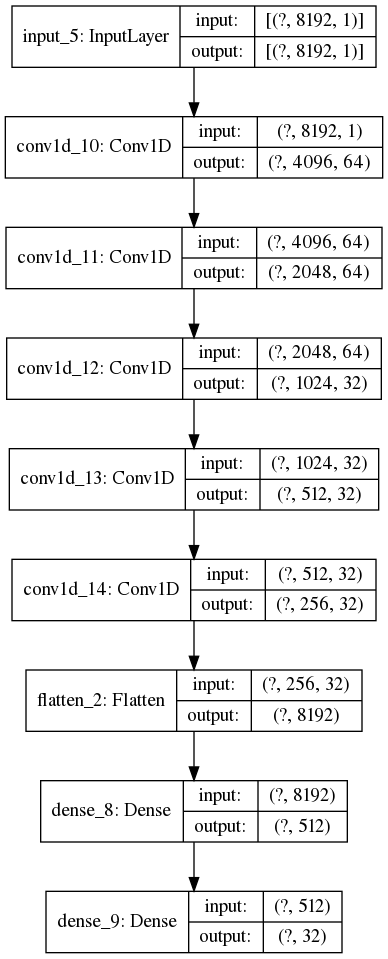 input_5: InputLayer
input: [(?, 8192, 1)]
output: [(?, 8192, 1)]
conv1d_10: Conv1D
input: (?, 8192, 1)
output: (?, 4096, 64)
conv1d_11: Conv1D
input: (?, 4096, 64)
output: (?, 2048, 64)
conv1d_12: Conv1D
input: (?, 2048, 64)
output: (?, 1024, 32)
conv1d_13: Conv1D
input: (?, 1024, 32)
output: (?, 512, 32)
conv1d_14: Conv1D
input: (?, 512, 32)
output: (?, 256, 32)
flatten_2: Flatten
input: (?, 256, 32)
output: (?, 8192)
dense_8: Dense
input: (?, 8192)
output: (?, 512)
dense_9: Dense
input: (?, 512)
output: (?, 32)